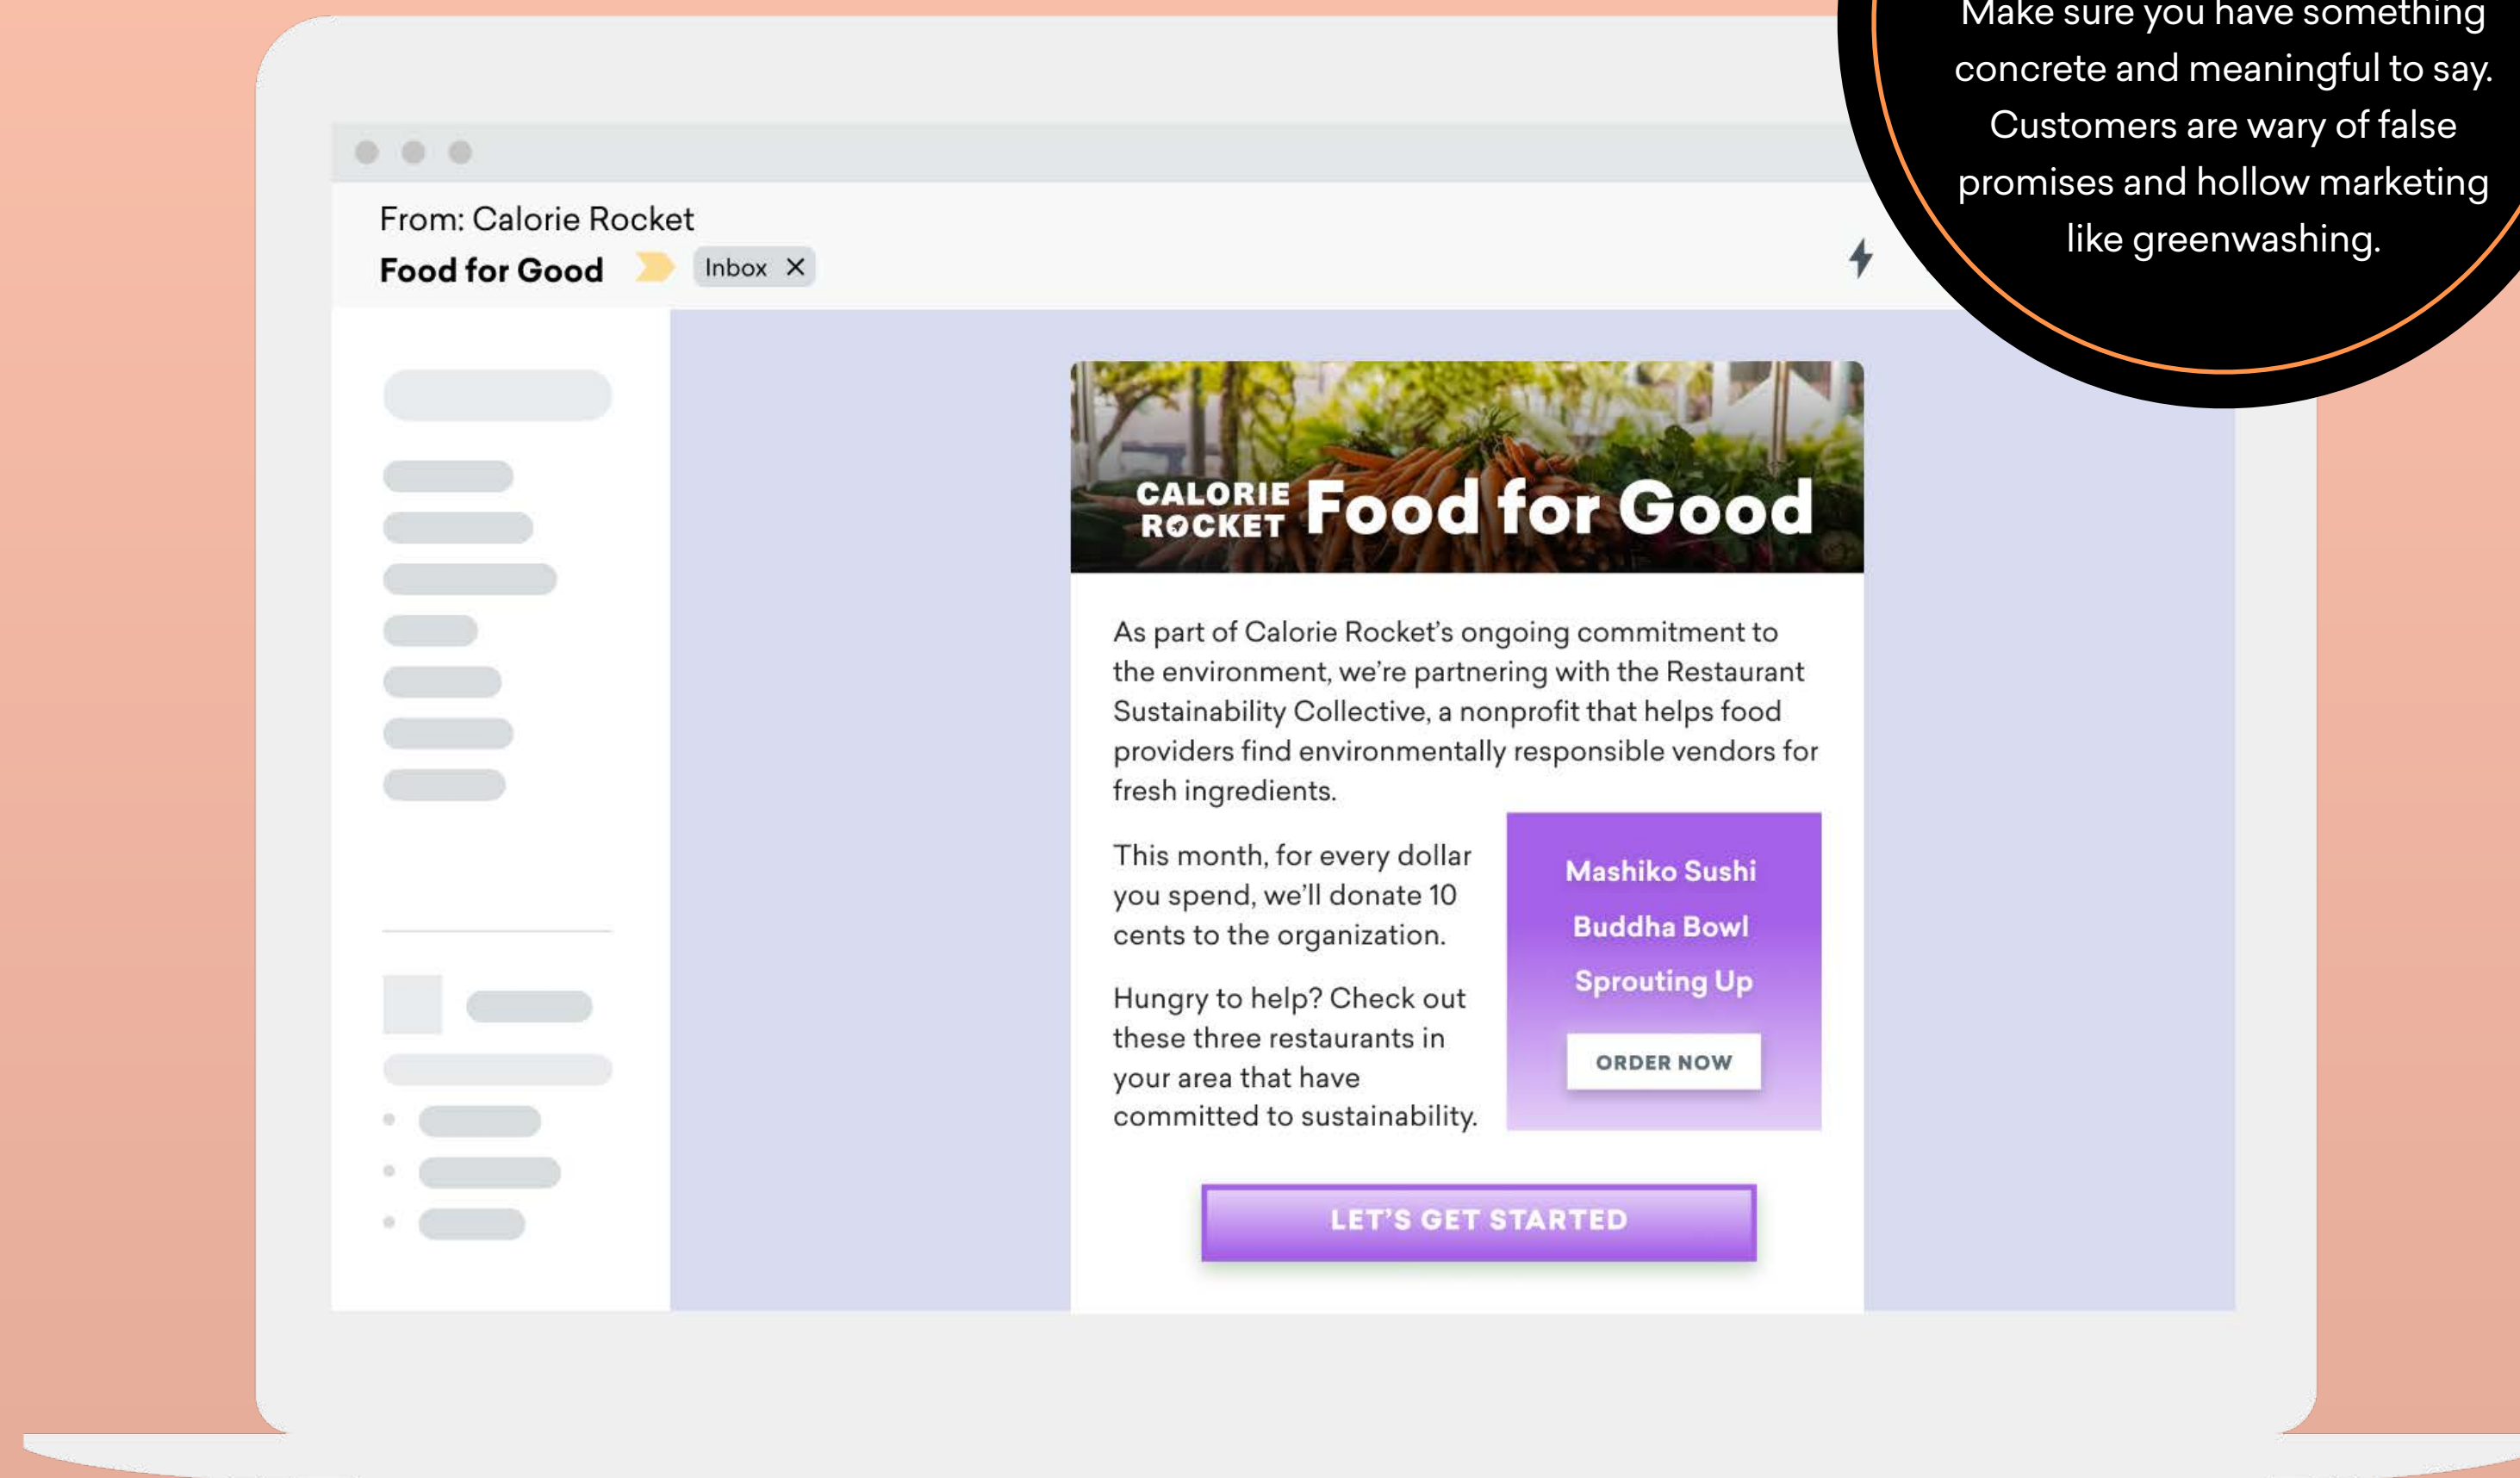 Make sure you have something
concrete and meaningful to say.
Customers are wary of false
promises and hollow marketing
like greenwashing.
From: Calorie Rocket
Food for Good
Inbox
CALORIE
ROCKET
Food for Good
As part of Calorie Rocket’s ongoing commitment to
the environment, we’re partnering with the Restaurant
Sustainability Collective, a nonprofit that helps food
providers find environmentally responsible vendors for
fresh ingredients.
This month, for every dollar
you spend, we’ll donate 10
cents to the organization.
Hungry to help? Check out
these three restaurants in
your area that have
committed to sustainability.
Mashiko Sushi
Buddha Bowl
Sprouting Up
ORDER NOW
LET’S GET STARTED